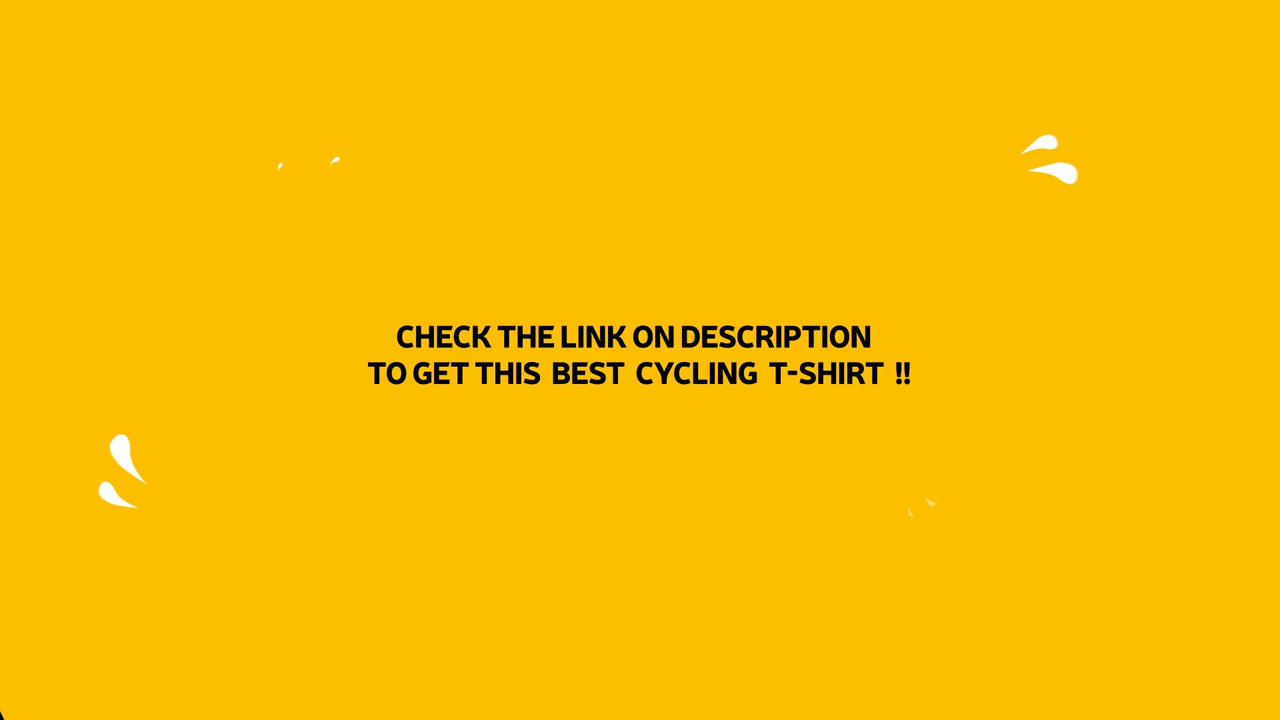 CHECK THE LINK ON DESCRIPTION
TO GET THIS BEST CYCLING T-SHIRT !!